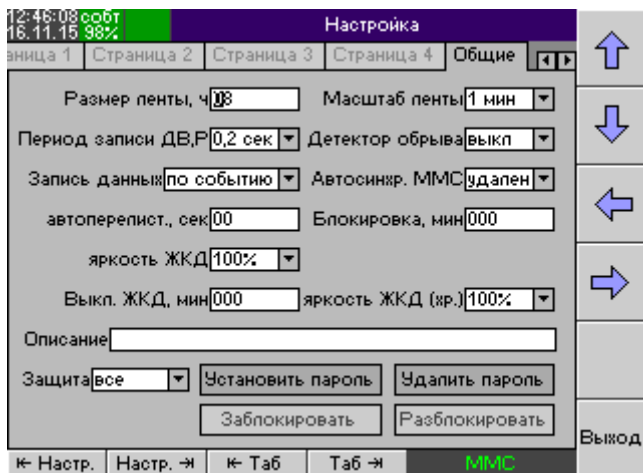 12:46:08 собт
16.11.15 98%
Настройка
аница 1 Страница 2 Страница 3 Страница 4 Общие
Размер ленты, ч 08 Масштаб ленты 1 мин
Период записи ДВ,Р 0,2 сек Детектор обрыва выкл
Запись данных по событию Автосинхр. ММС удален
автоперелист., сек 00 Блокировка, мин 000
яркость ЖКД 100%
Выкл. ЖКД, мин 000 яркость ЖКД (хр.) 100%
Описание
Защита все Установить пароль Удалить пароль
Заблокировать Разблокировать
Выход
← Настр. Настр. → ← Таб Таб → ММС